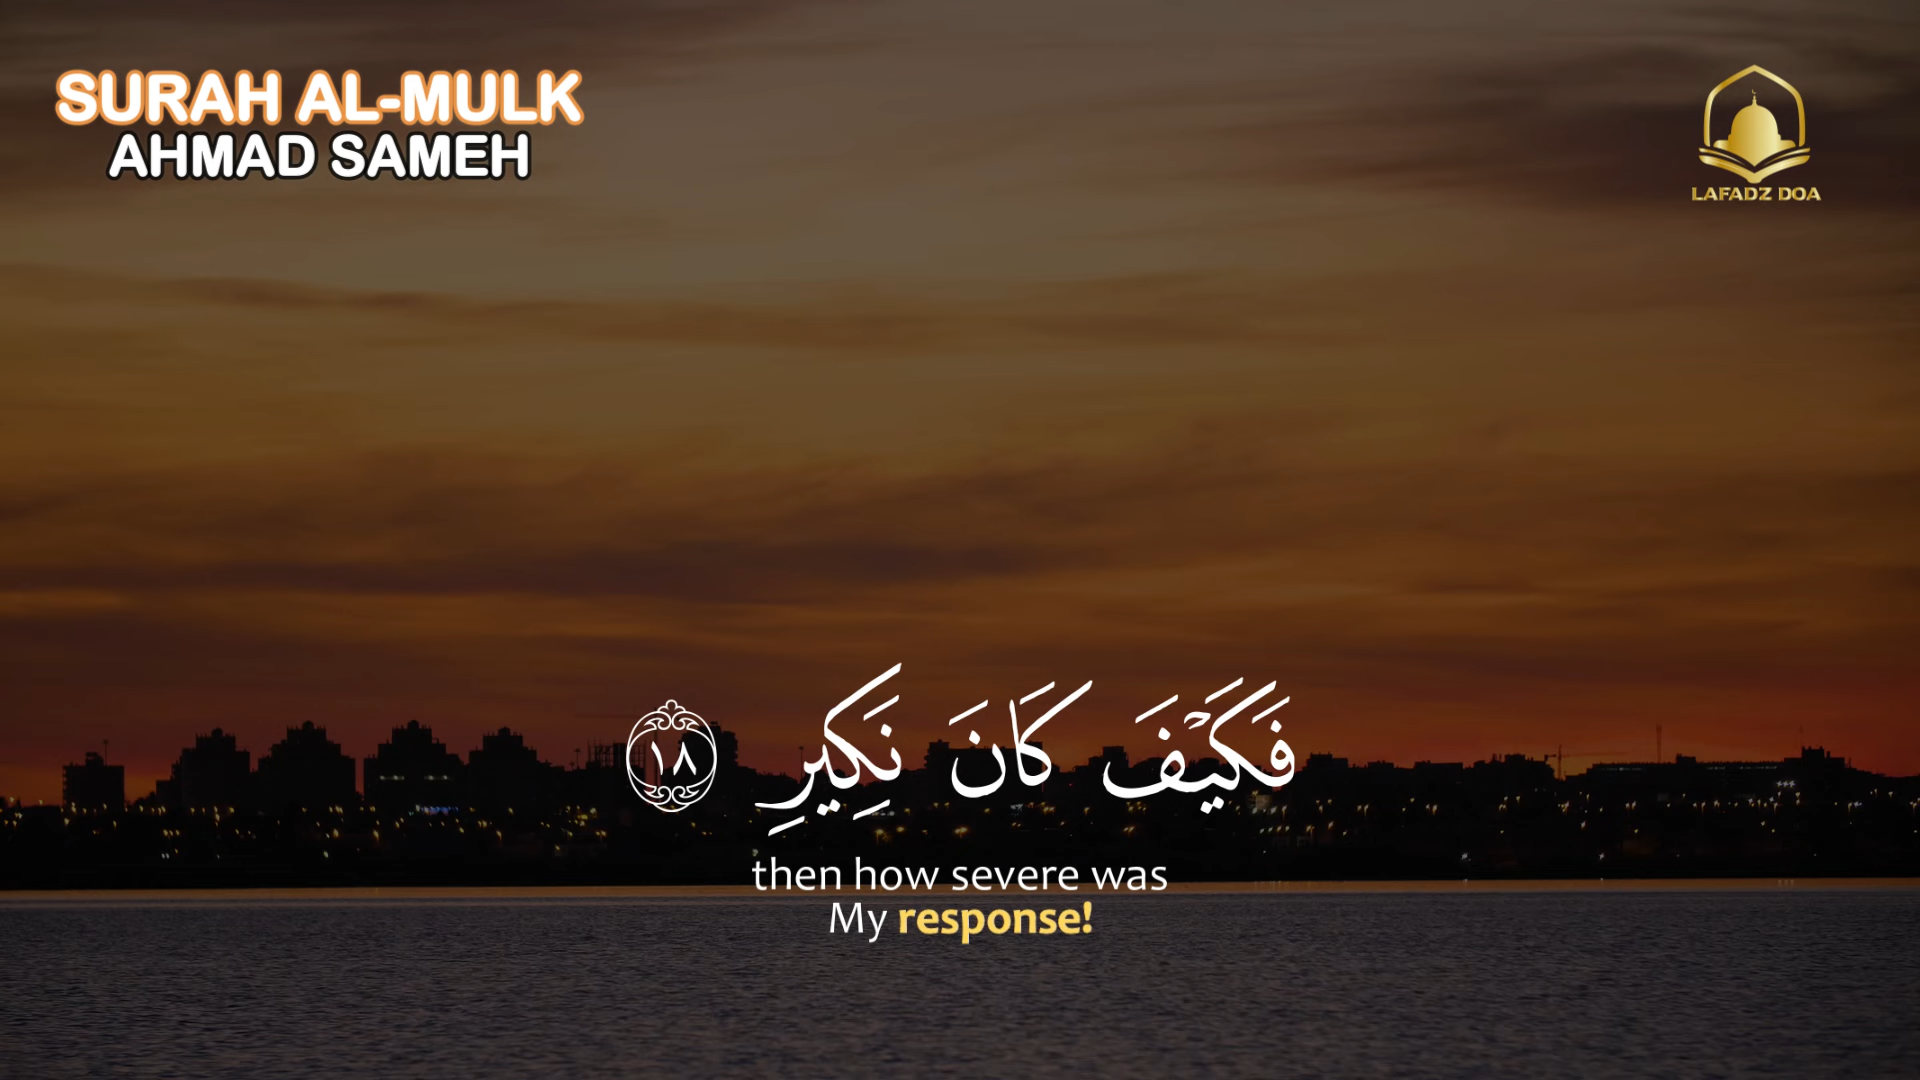 SURAH AL-MULK
AHMAD SAMEH
LAFADZ DOA
فَكَيْفَ كَانَ نَكِيرِ ١٨
then how severe was
My response!